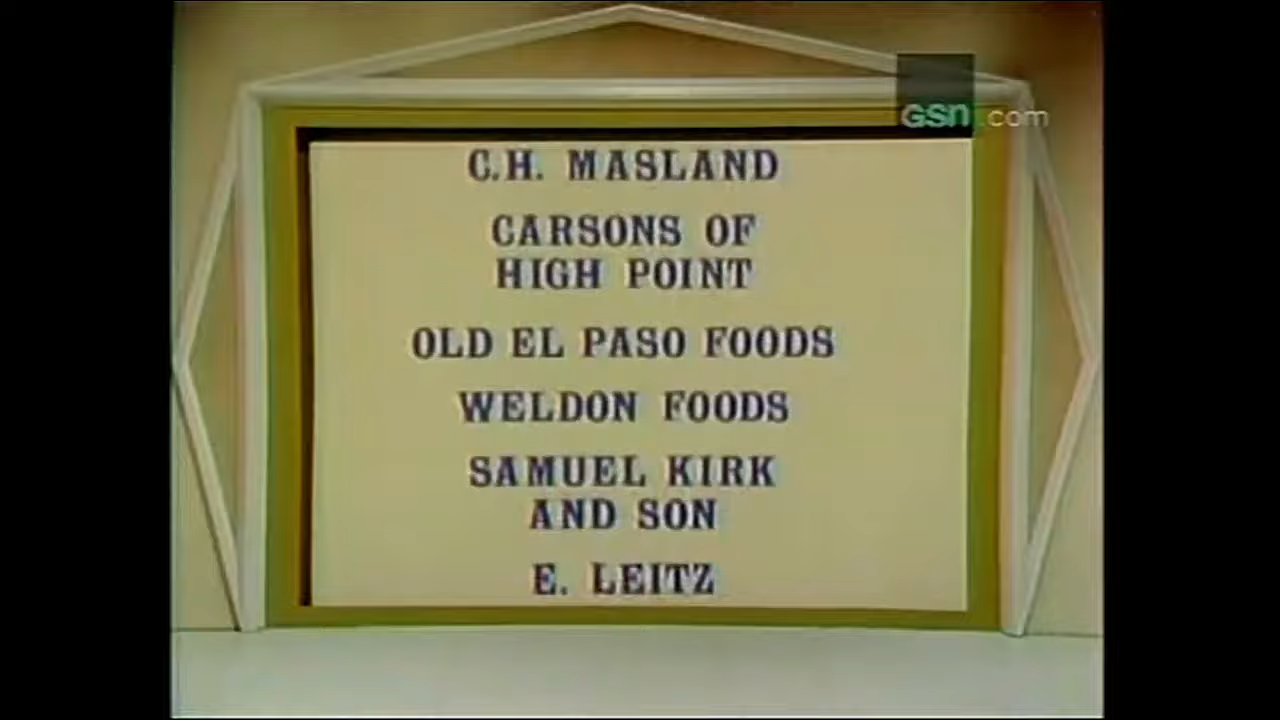 GSN.com
C.H. MASLAND
CARSONS OF
HIGH POINT
OLD EL PASO FOODS
WELDON FOODS
SAMUEL KIRK
AND SON
E. LEITZ